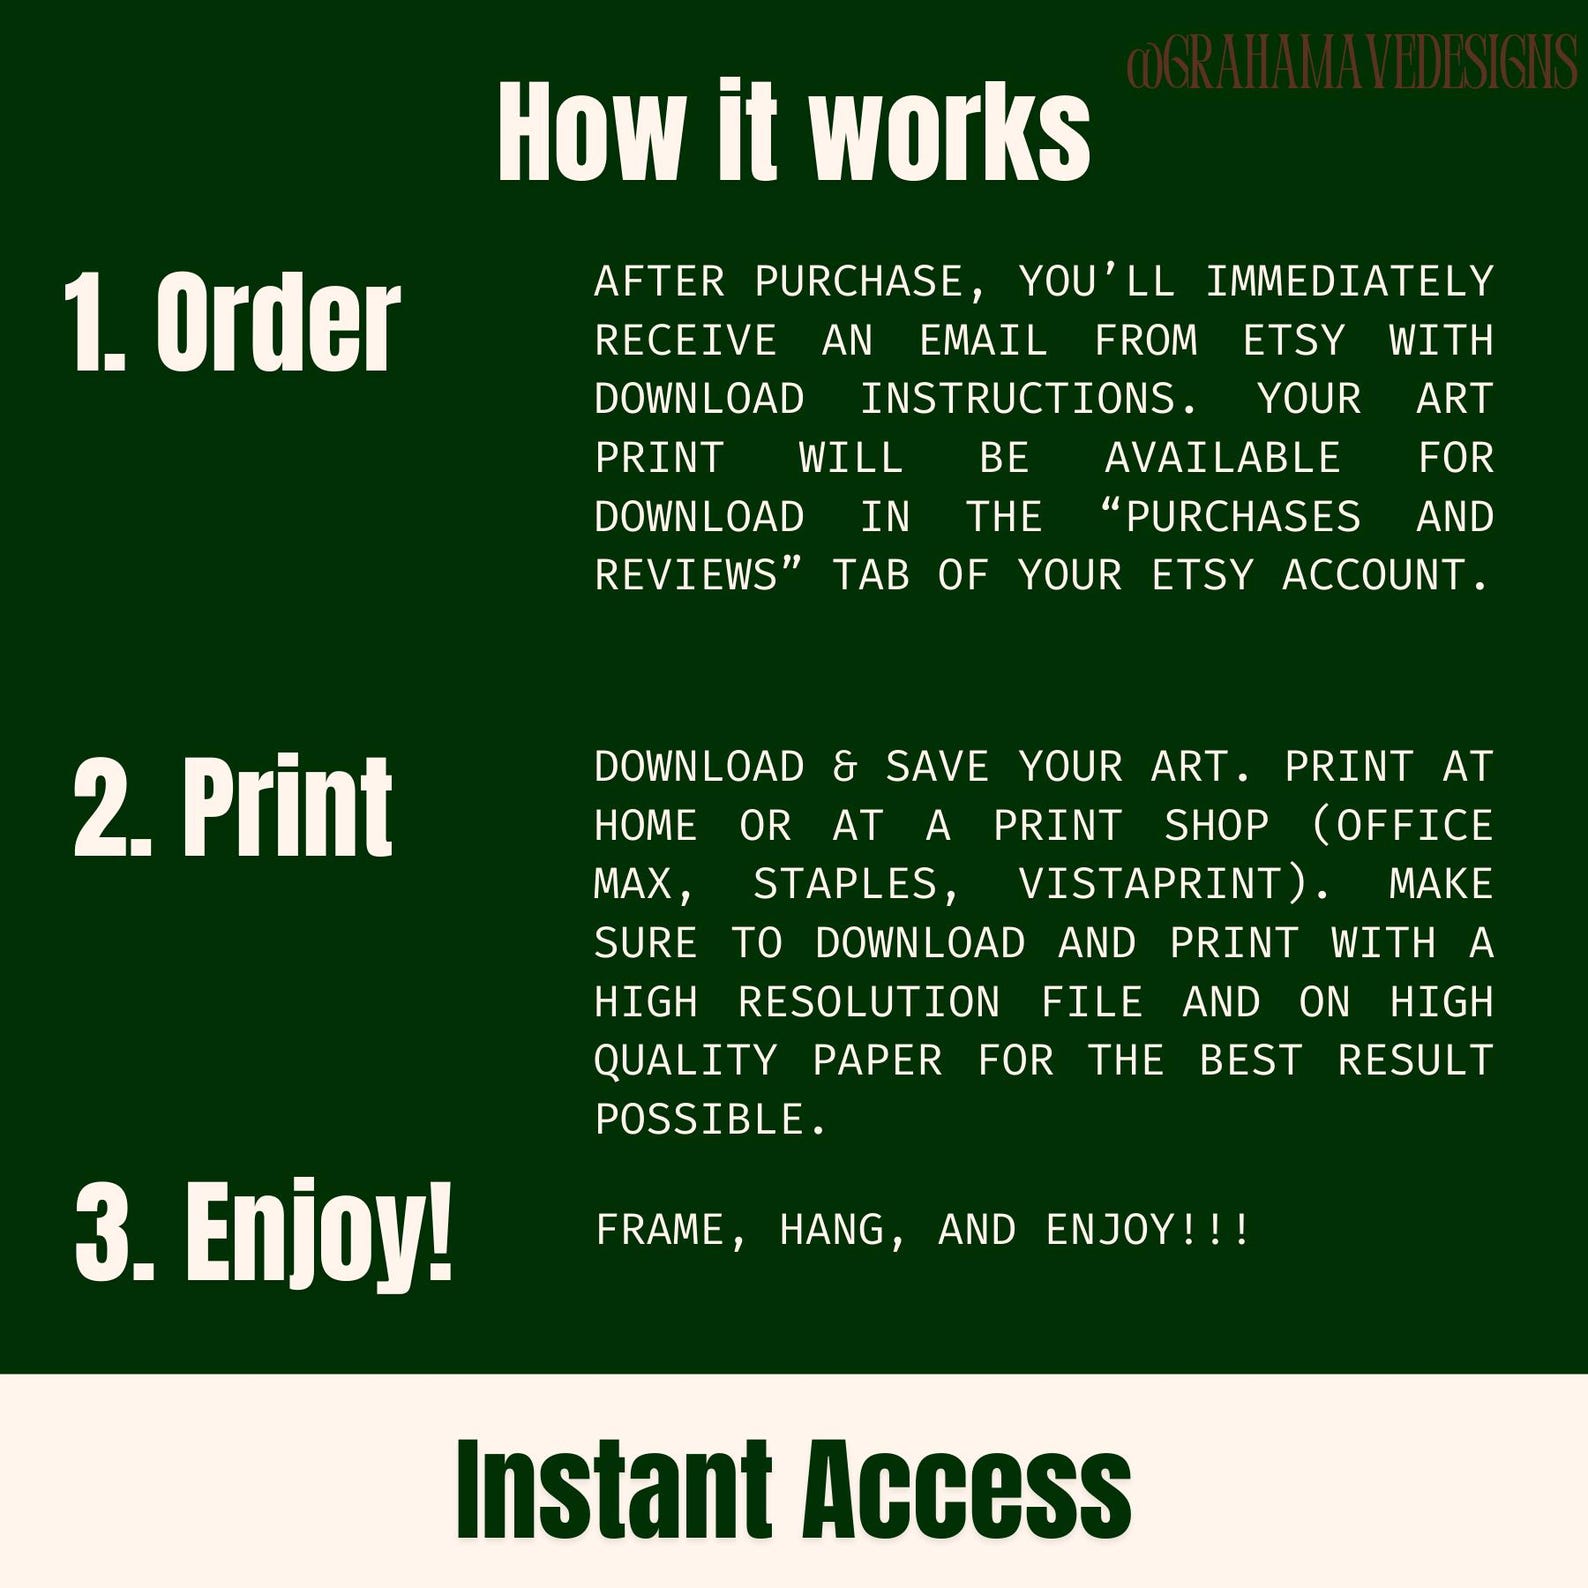 @GRAHAMAVEDESIGNS
How it works
1. Order
AFTER PURCHASE, YOU’LL IMMEDIATELY
RECEIVE AN EMAIL FROM ETSY WITH
DOWNLOAD INSTRUCTIONS. YOUR ART
PRINT WILL BE AVAILABLE FOR
DOWNLOAD IN THE “PURCHASES AND
REVIEWS” TAB OF YOUR ETSY ACCOUNT.
2. Print
DOWNLOAD & SAVE YOUR ART. PRINT AT
HOME OR AT A PRINT SHOP (OFFICE
MAX, STAPLES, VISTAPRINT). MAKE
SURE TO DOWNLOAD AND PRINT WITH A
HIGH RESOLUTION FILE AND ON HIGH
QUALITY PAPER FOR THE BEST RESULT
POSSIBLE.
3. Enjoy!
FRAME, HANG, AND ENJOY!!!
Instant Access